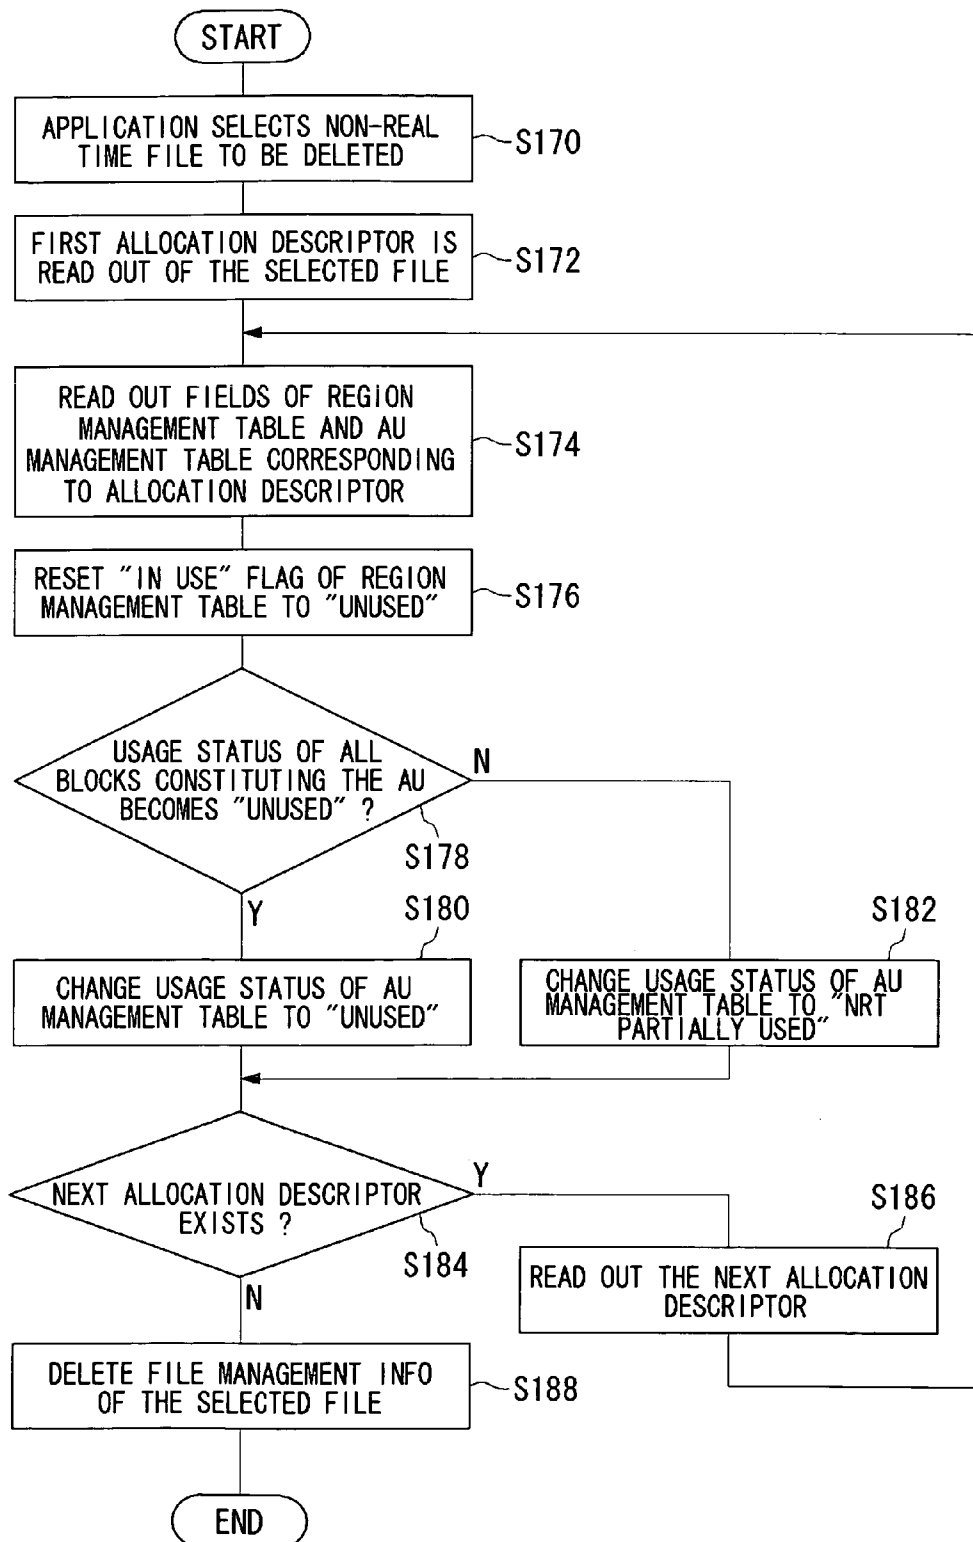 START
APPLICATION SELECTS NON-REAL
TIME FILE TO BE DELETED
S170
FIRST ALLOCATION DESCRIPTOR IS
READ OUT OF THE SELECTED FILE
S172
READ OUT FIELDS OF REGION
MANAGEMENT TABLE AND AU
MANAGEMENT TABLE CORRESPONDING
TO ALLOCATION DESCRIPTOR
S174
RESET "IN USE" FLAG OF REGION
MANAGEMENT TABLE TO "UNUSED"
S176
USAGE STATUS OF ALL
BLOCKS CONSTITUTING THE AU
BECOMES "UNUSED" ?
N
S178
Y
S180
S182
CHANGE USAGE STATUS OF AU
MANAGEMENT TABLE TO "UNUSED"
CHANGE USAGE STATUS OF AU
MANAGEMENT TABLE TO "NRT
PARTIALLY USED"
NEXT ALLOCATION DESCRIPTOR
EXISTS ?
Y
S184
N
S186
READ OUT THE NEXT ALLOCATION
DESCRIPTOR
DELETE FILE MANAGEMENT INFO
OF THE SELECTED FILE
S188
END